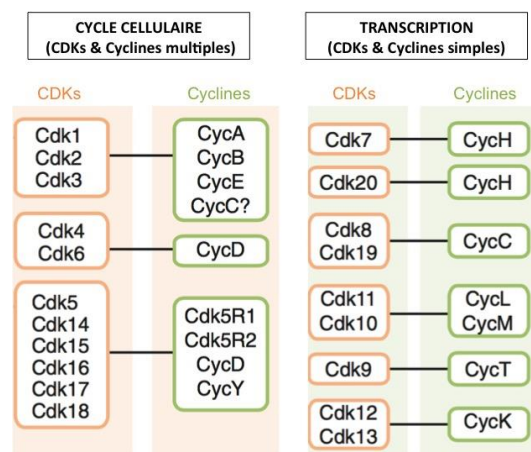 CYCLE CELLULAIRE
(CDKs & Cyclines multiples)
CDKs
Cyclines
Cdk1
Cdk2
Cdk3
CycA
CycB
CycE
CycC?
Cdk4
Cdk6
CycD
Cdk5
Cdk14
Cdk15
Cdk16
Cdk17
Cdk18
Cdk5R1
Cdk5R2
CycD
CycY
TRANSCRIPTION
(CDKs & Cyclines simples)
CDKs
Cyclines
Cdk7
CycH
Cdk20
CycH
Cdk8
Cdk19
CycC
Cdk11
Cdk10
CycL
CycM
Cdk9
CycT
Cdk12
Cdk13
CycK